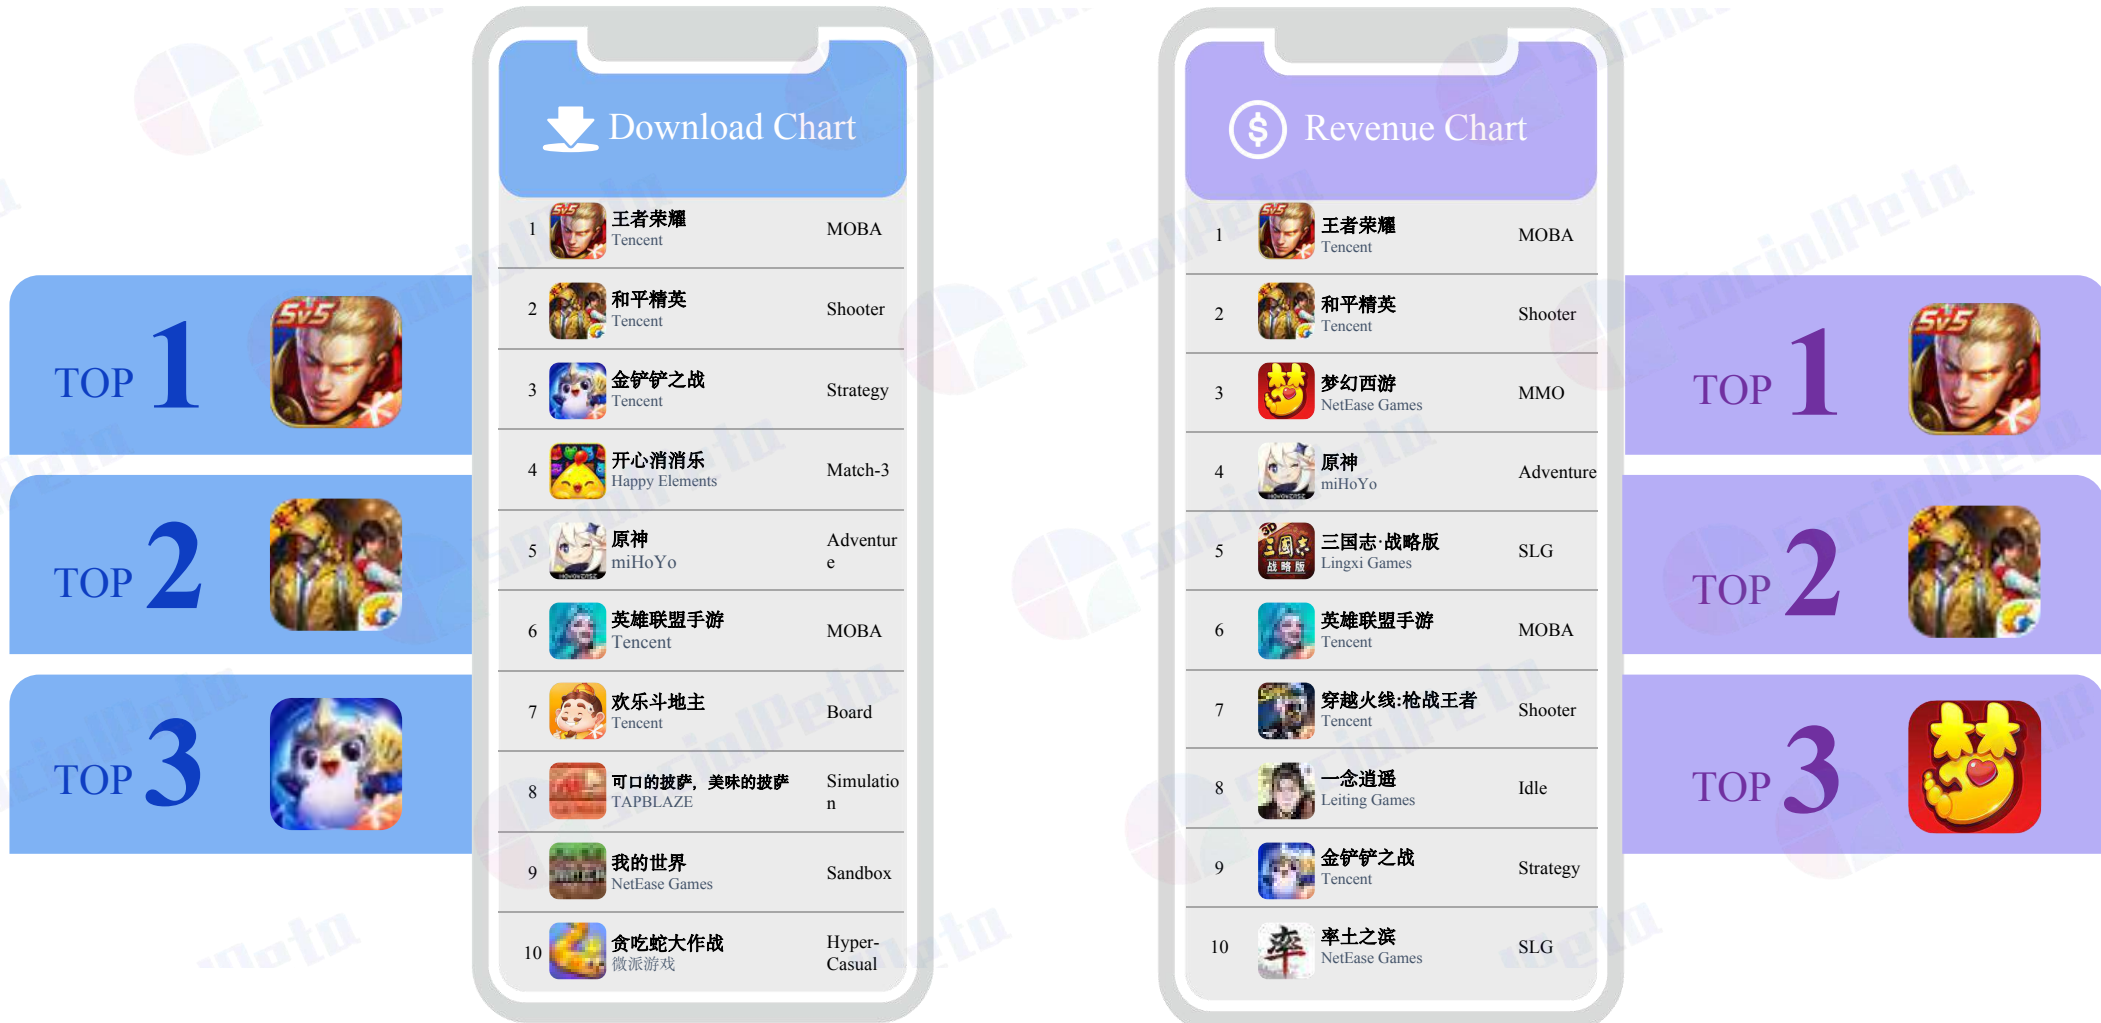 Download Chart
1
王者荣耀
Tencent
MOBA
2
和平精英
Tencent
Shooter
3
金铲铲之战
Tencent
Strategy
4
开心消消乐
Happy Elements
Match-3
5
原神
miHoYo
Adventur
e
6
英雄联盟手游
Tencent
MOBA
7
欢乐斗地主
Tencent
Board
8
可口的披萨，美味的披萨
TAPBLAZE
Simulatio
n
9
我的世界
NetEase Games
Sandbox
10
贪吃蛇大作战
微派游戏
Hyper-
Casual
TOP 1
5v5
TOP 2
TOP 3
Revenue Chart
1
王者荣耀
Tencent
MOBA
2
和平精英
Tencent
Shooter
3
梦幻西游
NetEase Games
MMO
4
原神
miHoYo
Adventure
5
三国志·战略版
Lingxi Games
SLG
6
英雄联盟手游
Tencent
MOBA
7
穿越火线:枪战王者
Tencent
Shooter
8
一念逍遥
Leiting Games
Idle
9
金铲铲之战
Tencent
Strategy
10
率土之滨
NetEase Games
SLG
TOP 1
5v5
TOP 2
TOP 3
SocialPeta